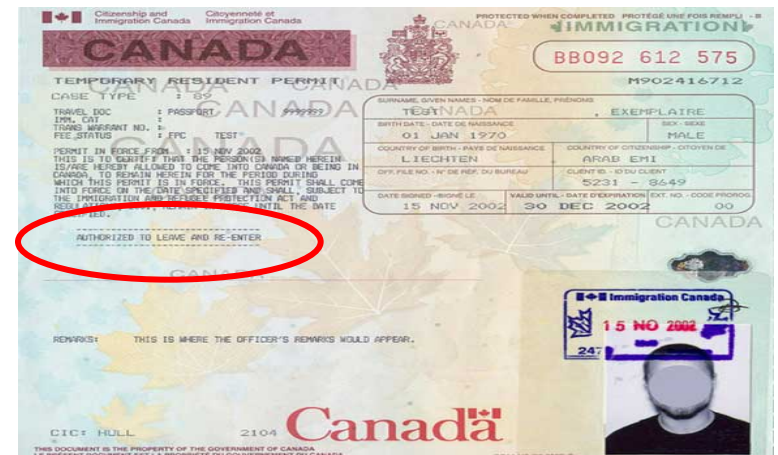 Citizenship and Citoyenneté et
Immigration Canada Immigration Canada
PROTECTED WHEN COMPLETED PROTÉGÉ UNE FOIS REMPLI - B
IMMIGRATION
CANADA
BB092 612 575
TEMPORARY RESIDENT PERMIT
M902416712
CASE TYPE : 89
TRAVEL DOC : PASSPORT 9999999
IMM. CAT :
TRANS WARRANT NO. :
FEE STATUS : FPC TEST
SURNAME, GIVEN NAMES - NOM DE FAMILLE, PRÉNOMS
TEST , EXEMPLAIRE
BIRTH DATE - DATE DE NAISSANCE SEX - SEXE
01 JAN 1970 MALE
COUNTRY OF BIRTH - PAYS DE NAISSANCE COUNTRY OF CITIZENSHIP - CITOYEN DE
LIECHTEN ARAB EMI
OFF. FILE NO. - N° DE RÉF. DU BUREAU CLIENT ID. - ID DU CLIENT
5231 - 8649
DATE SIGNED - SIGNÉ LE VALID UNTIL - DATE D'EXPIRATION EXT. NO. - CODE PROROG.
15 NOV 2002 30 DEC 2002 00
PERMIT IN FORCE FROM : 15 NOV 2002
THIS IS TO CERTIFY THAT THE PERSON(S) NAMED HEREIN
IS/ARE HEREBY ALLOWED TO COME INTO CANADA OR BEING IN
CANADA, TO REMAIN HEREIN FOR THE PERIOD DURING
WHICH THIS PERMIT IS IN FORCE. THIS PERMIT SHALL COME
INTO FORCE ON THE DATE SPECIFIED AND SHALL, SUBJECT TO
THE IMMIGRATION AND REFUGEE PROTECTION ACT AND
UNTIL THE DATE
AUTHORIZED TO LEAVE AND RE-ENTER
CANADA
CANADA
Immigration Canada
15 NO 2002
247
REMARKS: THIS IS WHERE THE OFFICER'S REMARKS WOULD APPEAR.
CIC: HULL 2104 Canada
THIS DOCUMENT IS THE PROPERTY OF THE GOVERNMENT OF CANADA